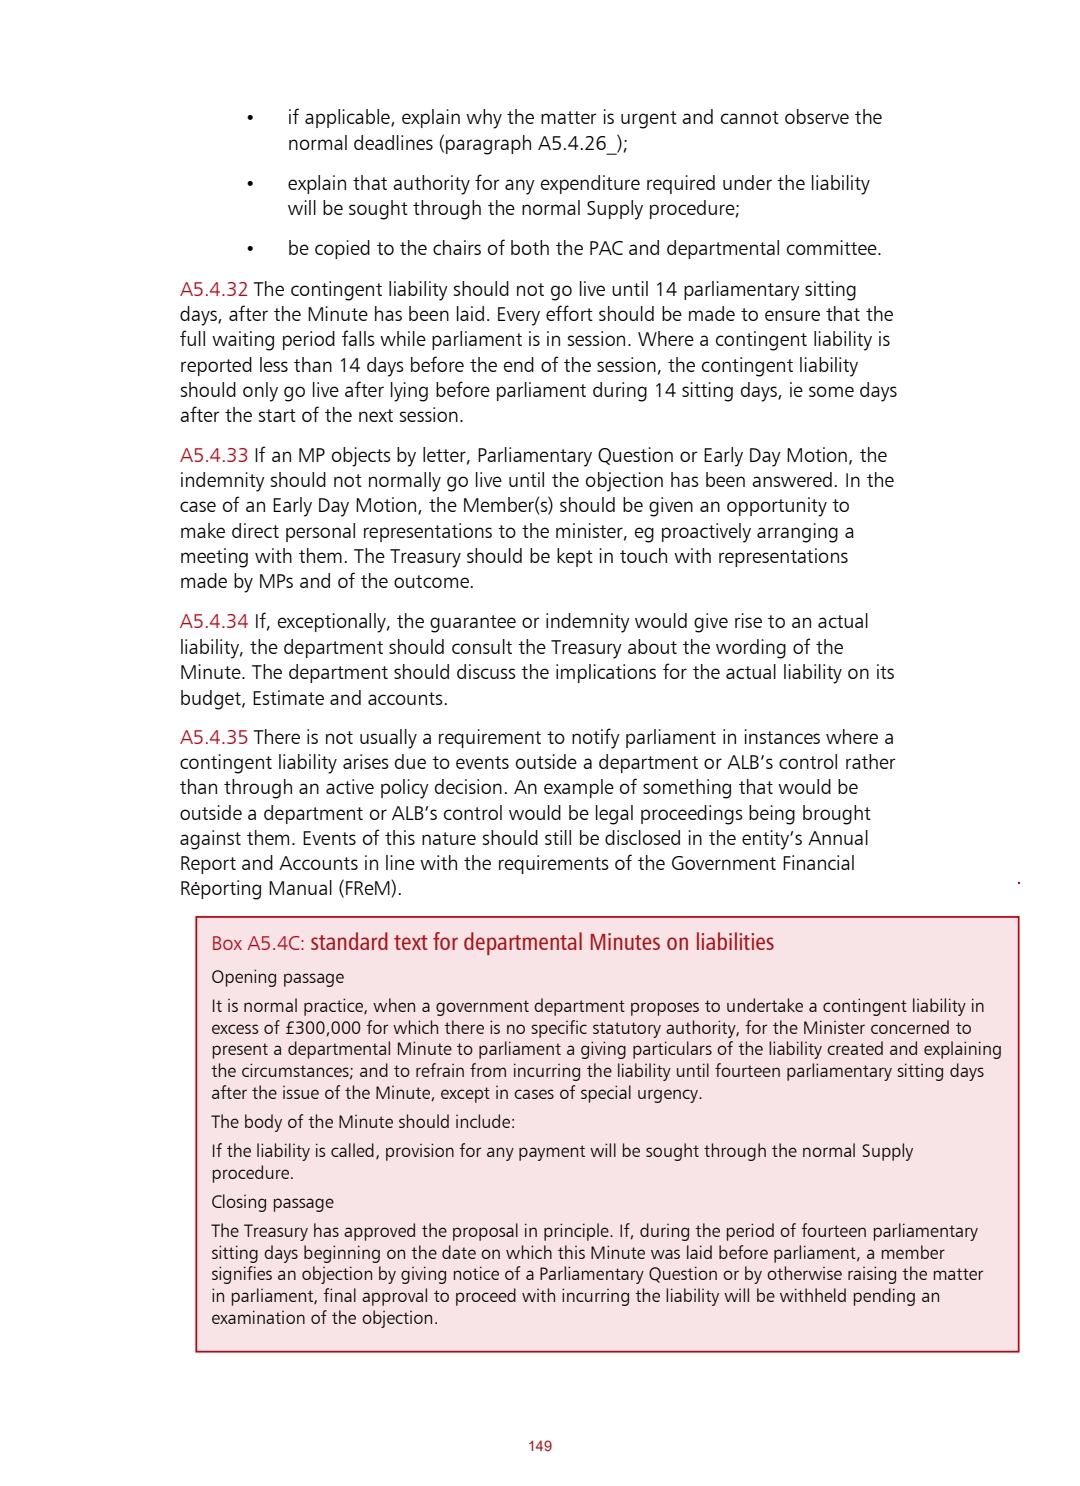 • if applicable, explain why the matter is urgent and cannot observe the
normal deadlines (paragraph A5.4.26_);
• explain that authority for any expenditure required under the liability
will be sought through the normal Supply procedure;
• be copied to the chairs of both the PAC and departmental committee.
A5.4.32 The contingent liability should not go live until 14 parliamentary sitting
days, after the Minute has been laid. Every effort should be made to ensure that the
full waiting period falls while parliament is in session. Where a contingent liability is
reported less than 14 days before the end of the session, the contingent liability
should only go live after lying before parliament during 14 sitting days, ie some days
after the start of the next session.
A5.4.33 If an MP objects by letter, Parliamentary Question or Early Day Motion, the
indemnity should not normally go live until the objection has been answered. In the
case of an Early Day Motion, the Member(s) should be given an opportunity to
make direct personal representations to the minister, eg proactively arranging a
meeting with them. The Treasury should be kept in touch with representations
made by MPs and of the outcome.
A5.4.34 If, exceptionally, the guarantee or indemnity would give rise to an actual
liability, the department should consult the Treasury about the wording of the
Minute. The department should discuss the implications for the actual liability on its
budget, Estimate and accounts.
A5.4.35 There is not usually a requirement to notify parliament in instances where a
contingent liability arises due to events outside a department or ALB's control rather
than through an active policy decision. An example of something that would be
outside a department or ALB's control would be legal proceedings being brought
against them. Events of this nature should still be disclosed in the entity's Annual
Report and Accounts in line with the requirements of the Government Financial
Reporting Manual (FReM).
Box A5.4C: standard text for departmental Minutes on liabilities
Opening passage
It is normal practice, when a government department proposes to undertake a contingent liability in
excess of £300,000 for which there is no specific statutory authority, for the Minister concerned to
present a departmental Minute to parliament a giving particulars of the liability created and explaining
the circumstances; and to refrain from incurring the liability until fourteen parliamentary sitting days
after the issue of the Minute, except in cases of special urgency.
The body of the Minute should include:
If the liability is called, provision for any payment will be sought through the normal Supply
procedure.
Closing passage
The Treasury has approved the proposal in principle. If, during the period of fourteen parliamentary
sitting days beginning on the date on which this Minute was laid before parliament, a member
signifies an objection by giving notice of a Parliamentary Question or by otherwise raising the matter
in parliament, final approval to proceed with incurring the liability will be withheld pending an
examination of the objection.
149